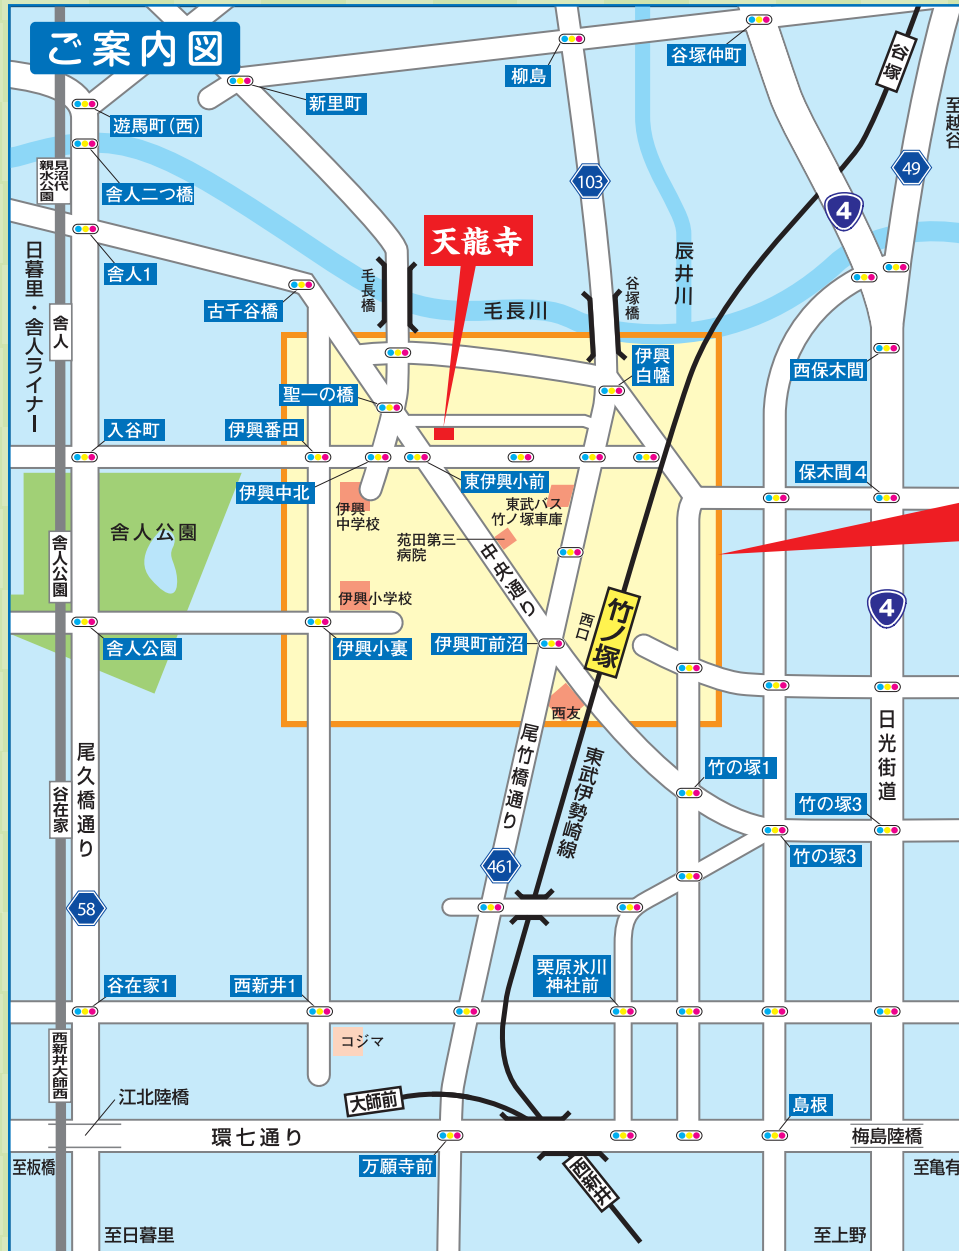 ご案内図
谷塚仲町
谷塚
柳島
新里町
至越谷
遊馬町(西)
見沼代
親水公園
舎人二つ橋
103
49
4
天龍寺
日暮里・舎人ライナー
舎人1
辰井川
毛長橋
谷塚橋
古千谷橋
毛長川
舎人
伊興
白幡
西保木間
聖一の橋
入谷町
伊興番田
伊興中北
東伊興小前
保木間4
伊興
中学校
東武バス
竹ノ塚車庫
舎人公園
苑田第三
病院
舎人公園
中央通り
伊興小学校
竹ノ塚
西口
4
舎人公園
伊興小裏
伊興町前沼
西友
日光街道
尾久橋通り
尾竹橋通り
東武伊勢崎線
竹の塚1
谷在家
竹の塚3
竹の塚3
461
58
谷在家1
西新井1
栗原氷川
神社前
コジマ
西新井大師西
江北陸橋
大師前
島根
環七通り
梅島陸橋
至板橋
万願寺前
西新井
至亀有
至日暮里
至上野